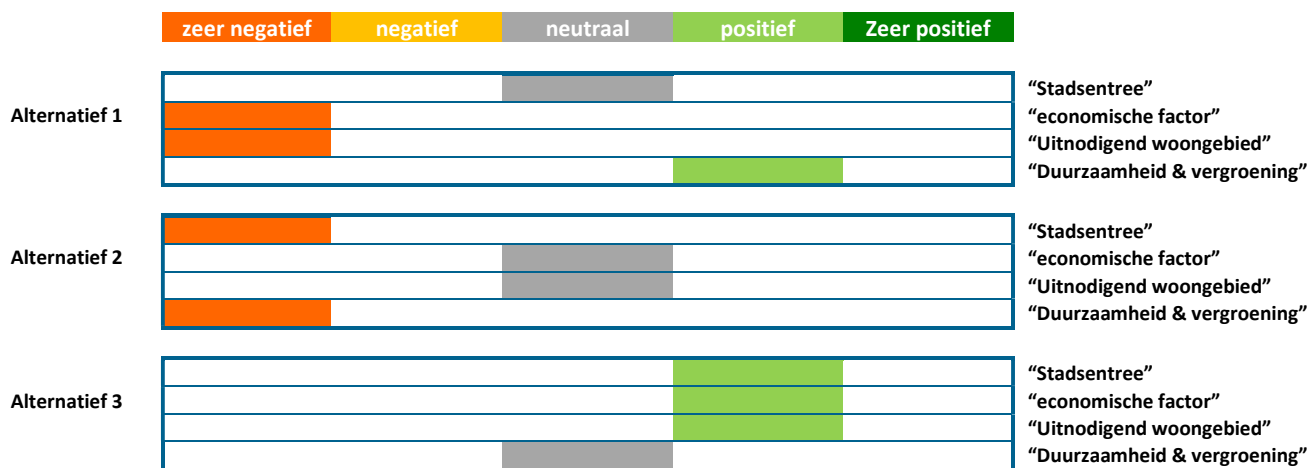 zeer negatief negatief neutraal positief Zeer positief
“Stadsentree”
Alternatief 1 “economische factor”
“Uitnodigend woongebied”
“Duurzaamheid & vergroening”
“Stadsentree”
Alternatief 2 “economische factor”
“Uitnodigend woongebied”
“Duurzaamheid & vergroening”
“Stadsentree”
Alternatief 3 “economische factor”
“Uitnodigend woongebied”
“Duurzaamheid & vergroening”